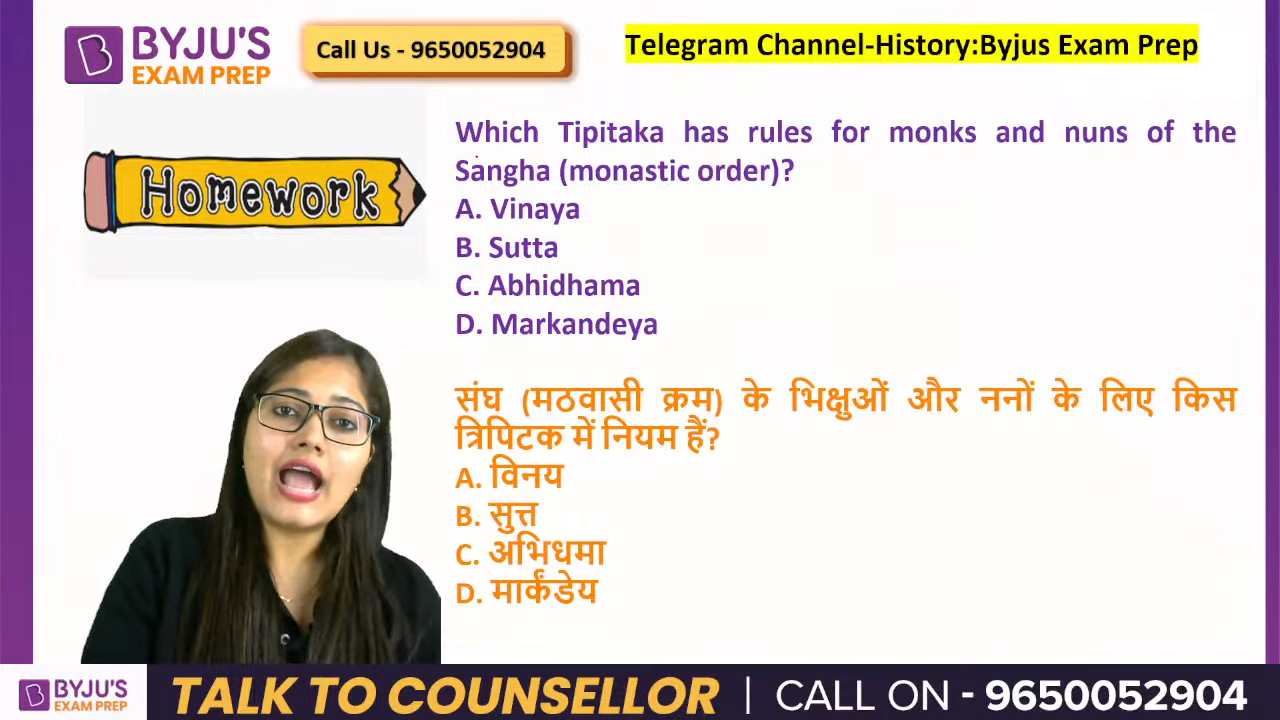 BYJU'S
EXAM PREP
Call Us - 9650052904
Telegram Channel-History:Byjus Exam Prep
Homework
Which Tipitaka has rules for monks and nuns of the
Sangha (monastic order)?
A. Vinaya
B. Sutta
C. Abhidhama
D. Markandeya
संघ (मठवासी क्रम) के भिक्षुओं और ननों के लिए किस
त्रिपिटक में नियम हैं?
A. विनय
B. सुत्त
C. अभिधमा
D. मार्कंडेय
BYJU'S
EXAM PREP
TALK TO COUNSELLOR | CALL ON - 9650052904